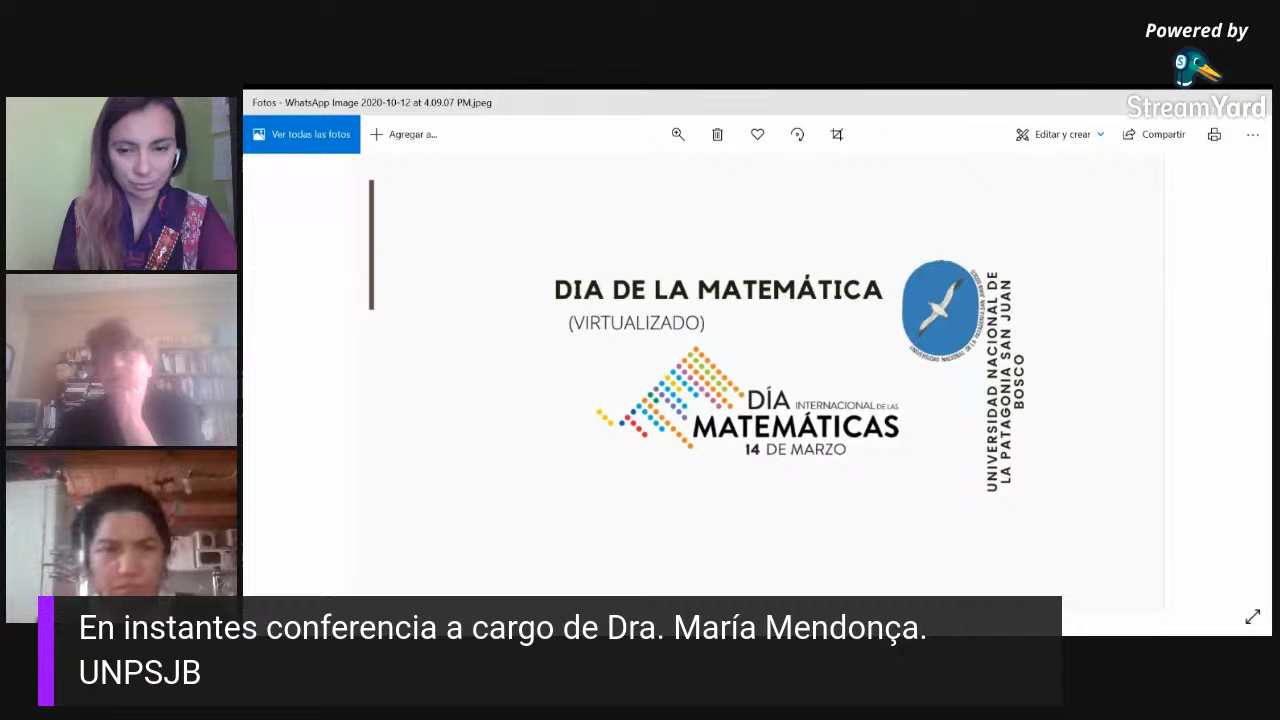 Powered by
StreamYard
Fotos - WhatsApp Image 2020-10-12 at 4.09.07 PM.jpeg
Ver todas las fotos
Agregar a...
Editar y crear
Compartir
DIA DE LA MATEMÁTICA
(VIRTUALIZADO)
DÍA INTERNACIONAL DE LAS
MATEMÁTICAS
14 DE MARZO
UNIVERSIDAD NACIONAL DE
LA PATAGONIA SAN JUAN
BOSCO
En instantes conferencia a cargo de Dra. María Mendonça.
UNPSJB